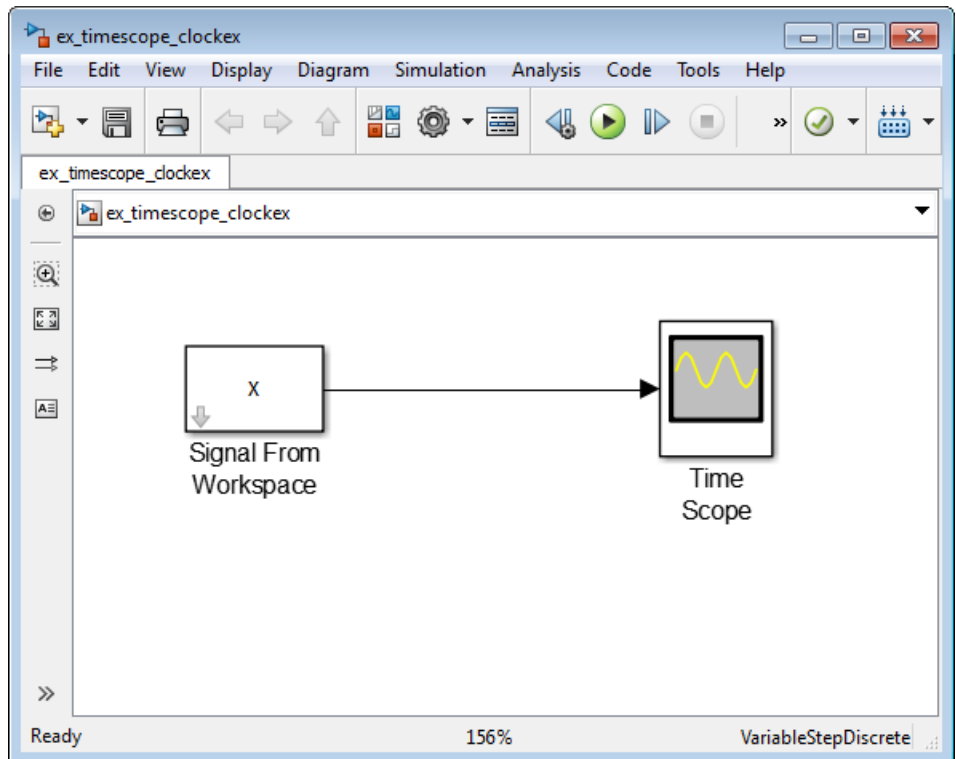 ex_timescope_clockex
File Edit View Display Diagram Simulation Analysis Code Tools Help
»
ex_timescope_clockex
ex_timescope_clockex
A
X
Signal From
Workspace
Time
Scope
»
Ready 156% VariableStepDiscrete